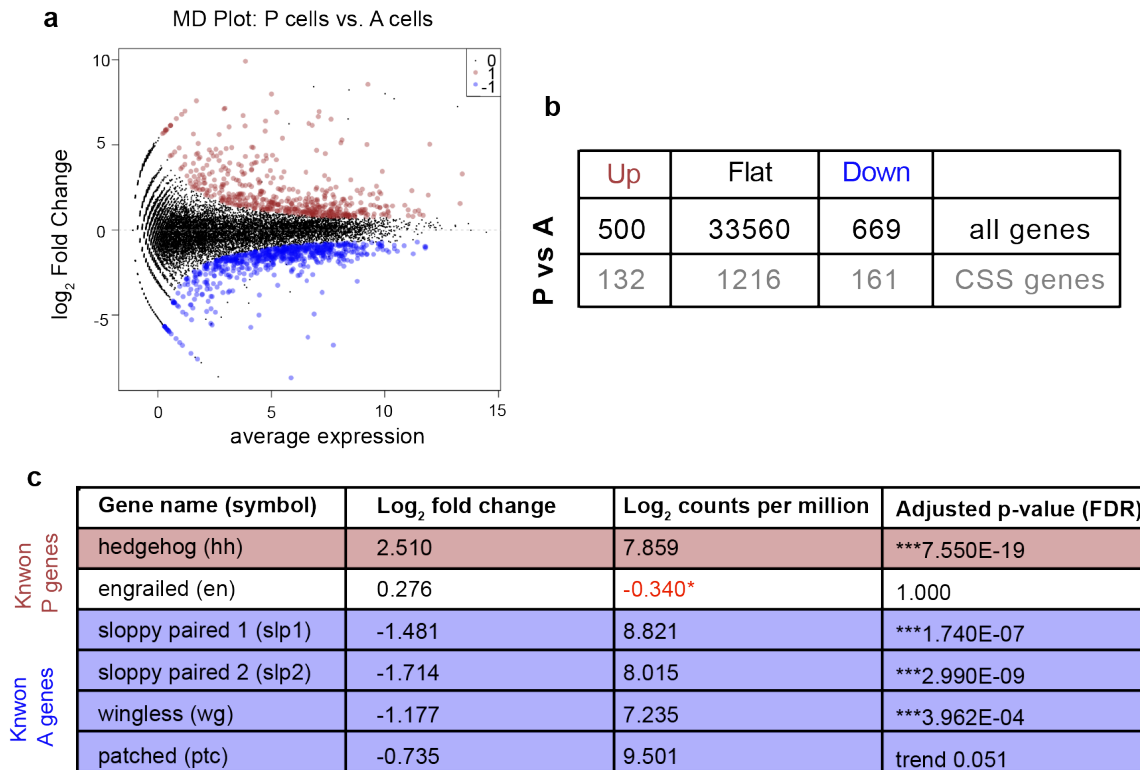 a
MD Plot: P cells vs. A cells
10
5
0
-5
log2 Fold Change
0
1
-1
0 5 10 15
average expression
b
P vs A
Up Flat Down
500 33560 669 all genes
132 1216 161 CSS genes
c
Knwon
P genes
Knwon
A genes
Gene name (symbol) Log2 fold change Log2 counts per million Adjusted p-value (FDR)
hedgehog (hh) 2.510 7.859 ***7.550E-19
engrailed (en) 0.276 -0.340* 1.000
sloppy paired 1 (slp1) -1.481 8.821 ***1.740E-07
sloppy paired 2 (slp2) -1.714 8.015 ***2.990E-09
wingless (wg) -1.177 7.235 ***3.962E-04
patched (ptc) -0.735 9.501 trend 0.051